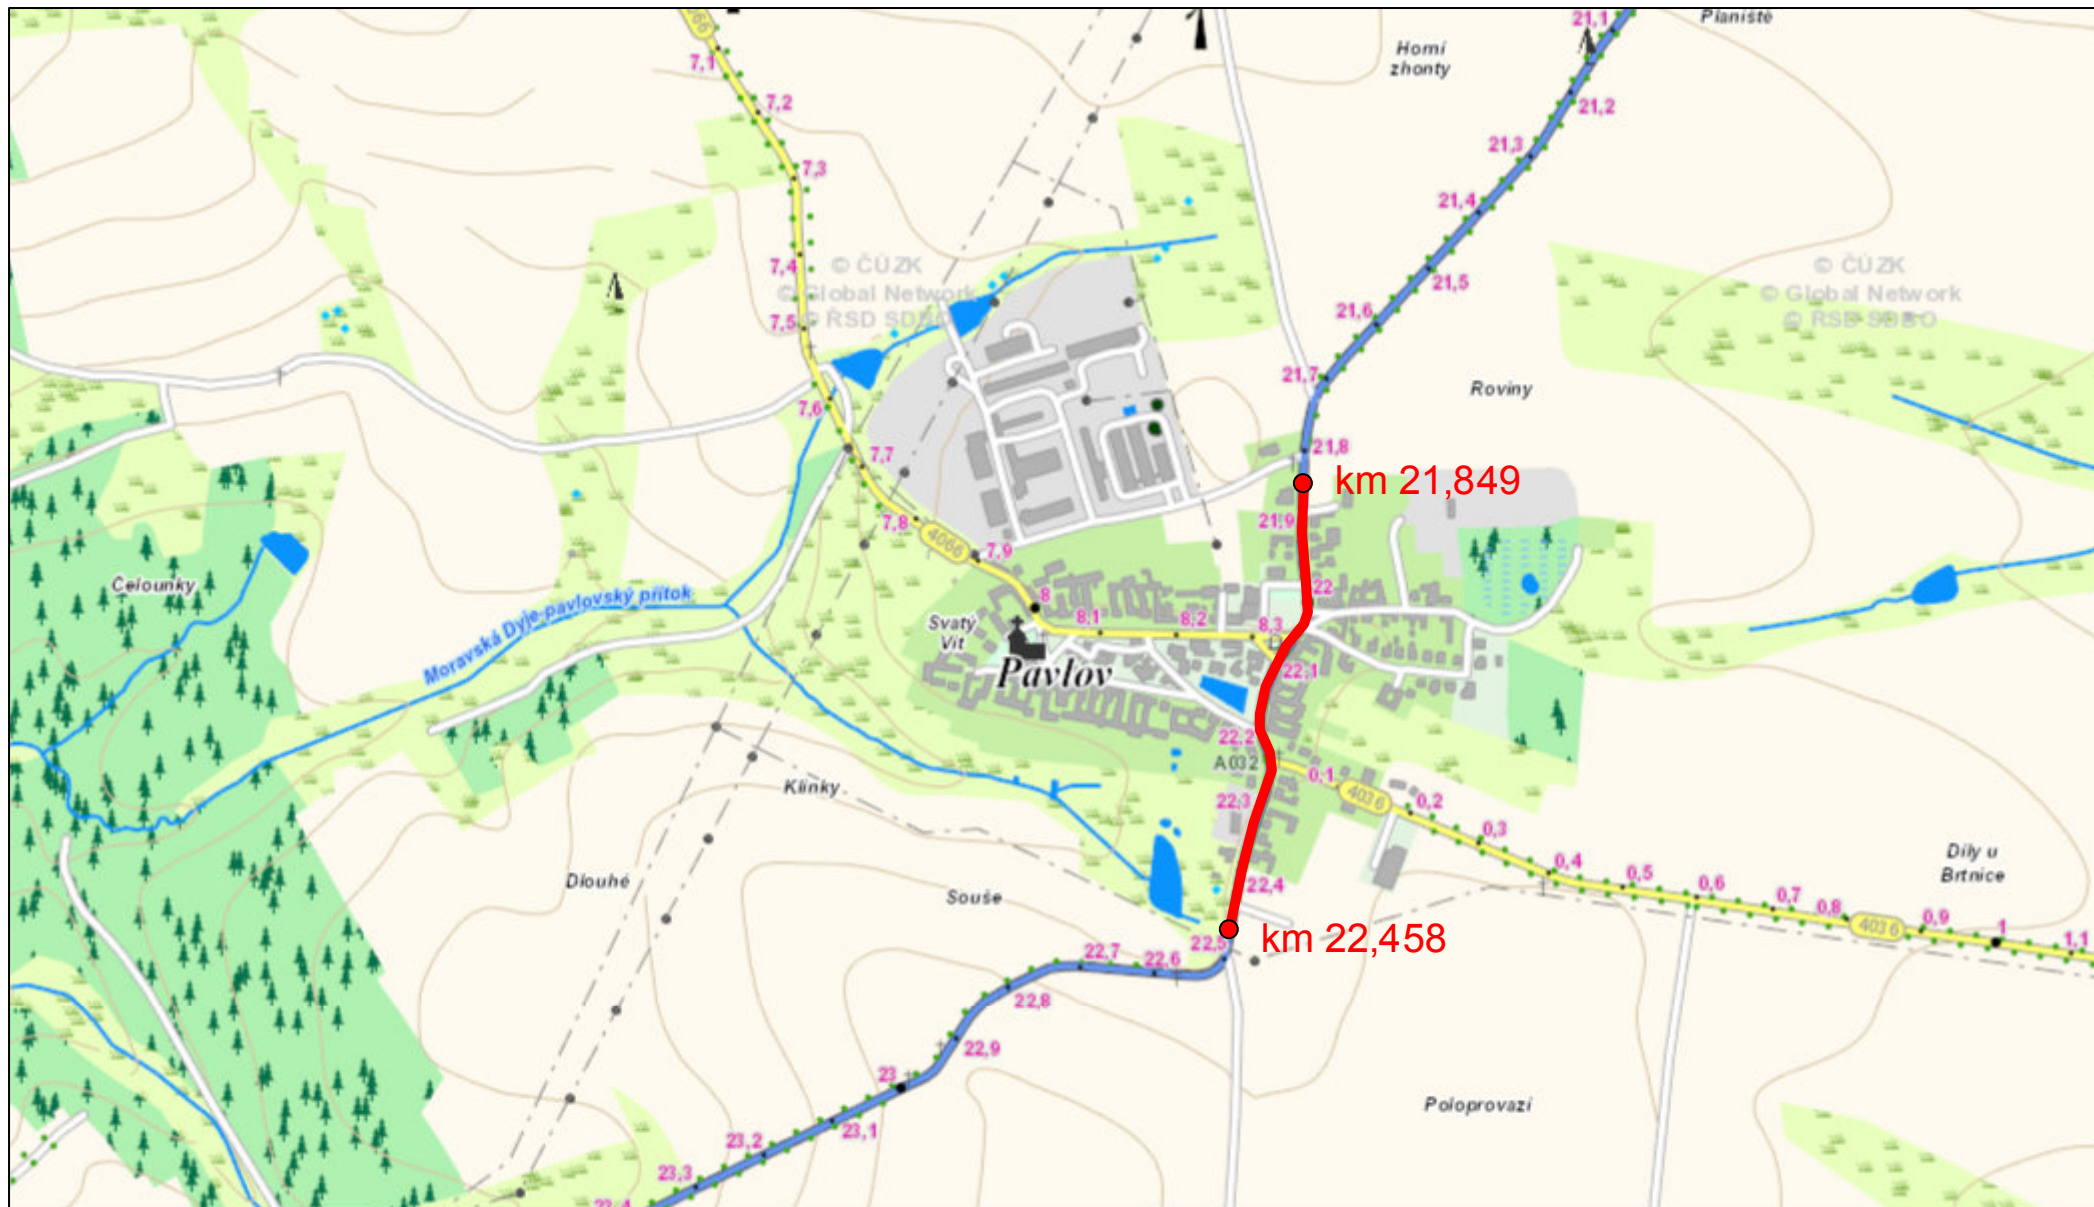 Planiště
21,1
Horní
zhonty
7,1
7,2
21,2
21,3
7,3
21,4
7,4
© ČÚZK
© Global Network
© ŘSD SDBO
© ČÚZK
© Global Network
© ŘSD SDBO
21,5
21,6
7,5
21,7
Roviny
7,6
21,8
7,7
km 21,849
7,8
21,9
4066
7,9
Čelounky
Moravská Dyje-pavlovský přítok
8
22
Svatý
Vít
8,1
8,2
8,3
Pavlov
22,1
22,2
A032
0,1
Klínky
22,3
4036
0,2
0,3
Dlouhé
Souše
22,4
0,4
0,5
0,6
0,7
0,8
4036
0,9
1
1,1
Díly u
Brtnice
km 22,458
22,5
22,6
22,7
22,8
22,9
23
Poloprovazí
23,1
23,2
23,3
23,4